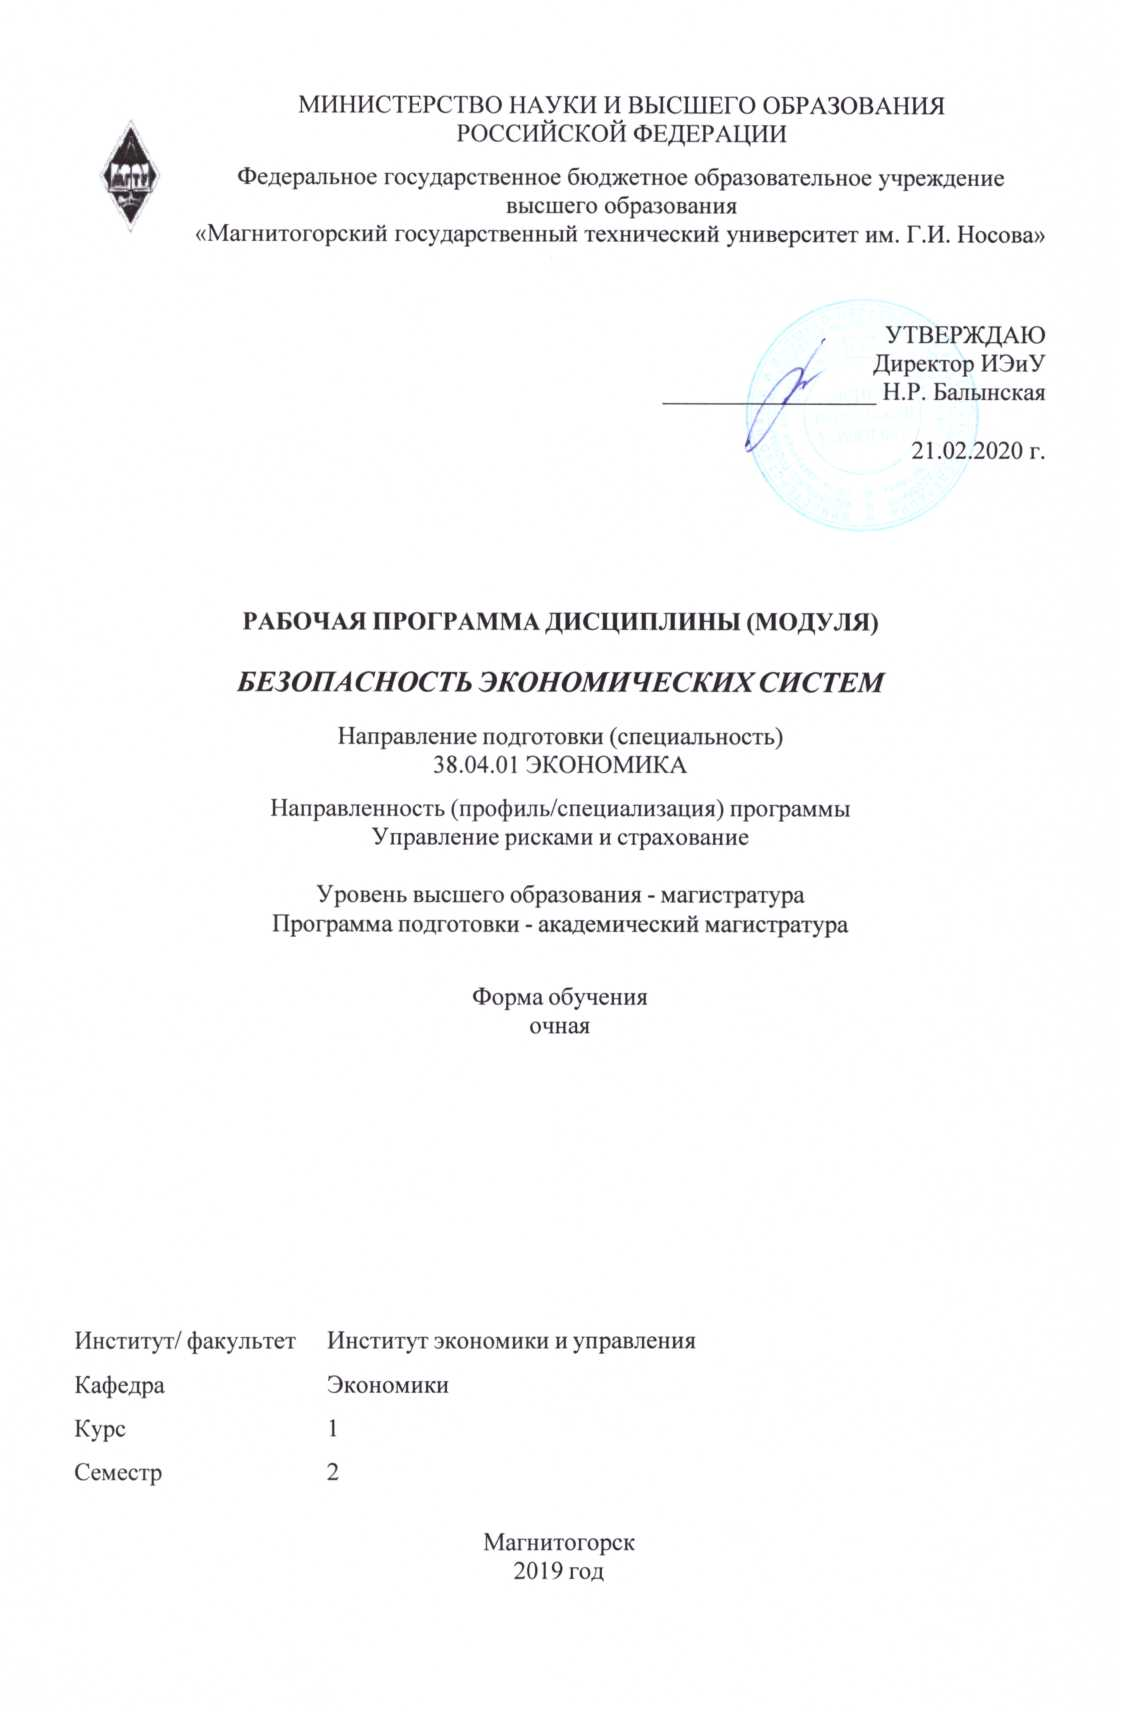 МИНИСТЕРСТВО НАУКИ И ВЫСШЕГО ОБРАЗОВАНИЯ
РОССИЙСКОЙ ФЕДЕРАЦИИ
Федеральное государственное бюджетное образовательное учреждение
высшего образования
«Магнитогорский государственный технический университет им. Г.И. Носова»
УТВЕРЖДАЮ
Директор ИЭиУ
Н.Р. Балынская
21.02.2020 г.
РАБОЧАЯ ПРОГРАММА ДИСЦИПЛИНЫ (МОДУЛЯ)
БЕЗОПАСНОСТЬ ЭКОНОМИЧЕСКИХ СИСТЕМ
Направление подготовки (специальность)
38.04.01 ЭКОНОМИКА
Направленность (профиль/специализация) программы
Управление рисками и страхование
Уровень высшего образования - магистратура
Программа подготовки - академический магистратура
Форма обучения
очная
Институт/ факультет Институт экономики и управления
Кафедра Экономики
Курс 1
Семестр 2
Магнитогорск
2019 год